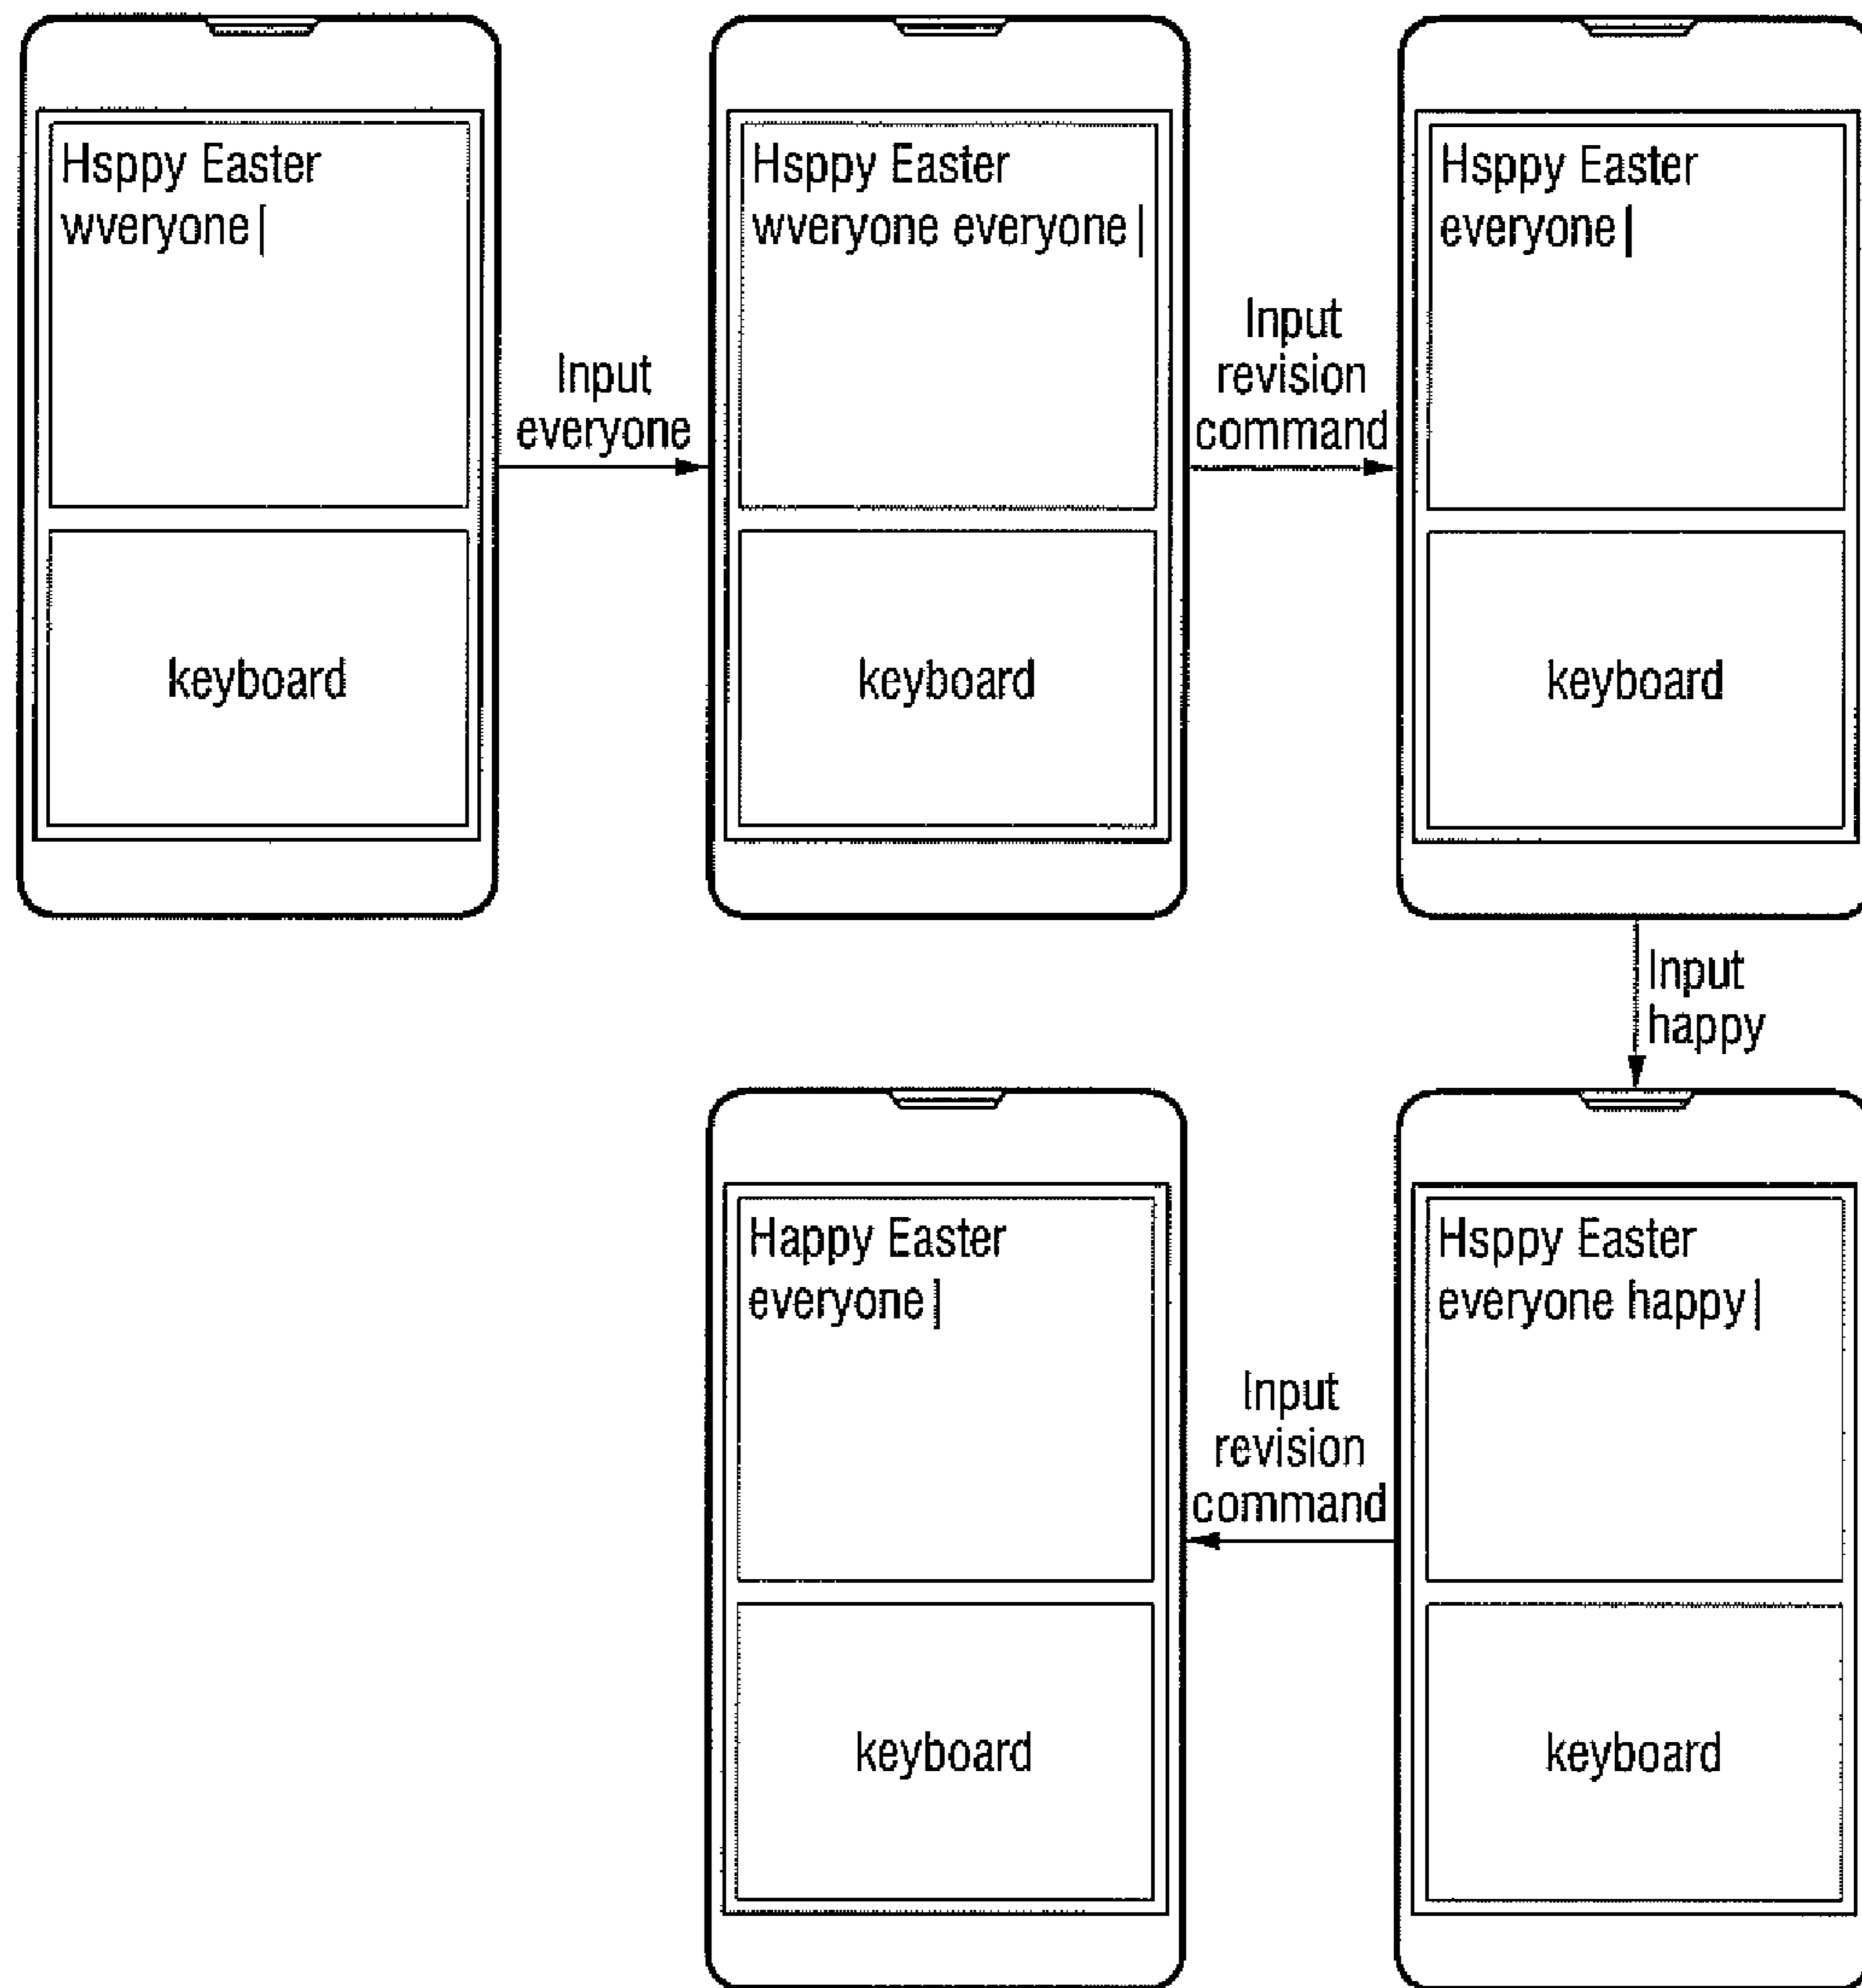 Hsppy Easter
wveryone
keyboard
Input
everyone
Hsppy Easter
wveryone everyone
keyboard
Input
revision
command
Hsppy Easter
everyone
keyboard
Input
happy
Hsppy Easter
everyone happy
keyboard
Input
revision
command
Happy Easter
everyone
keyboard